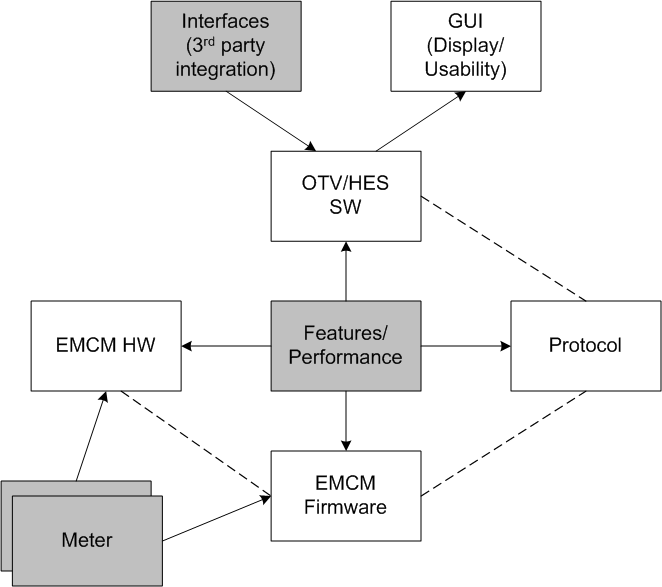 Interfaces
(3rd party
integration)
GUI
(Display/
Usability)
OTV/HES
SW
EMCM HW
Features/
Performance
Protocol
EMCM
Firmware
Meter